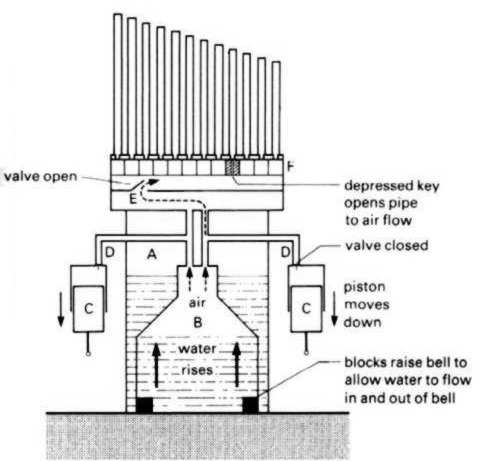 F
valve open
E
depressed key
opens pipe
to air flow
valve closed
D
A
D
C
air
B
C
piston
moves
down
water
rises
blocks raise bell to
allow water to flow
in and out of bell